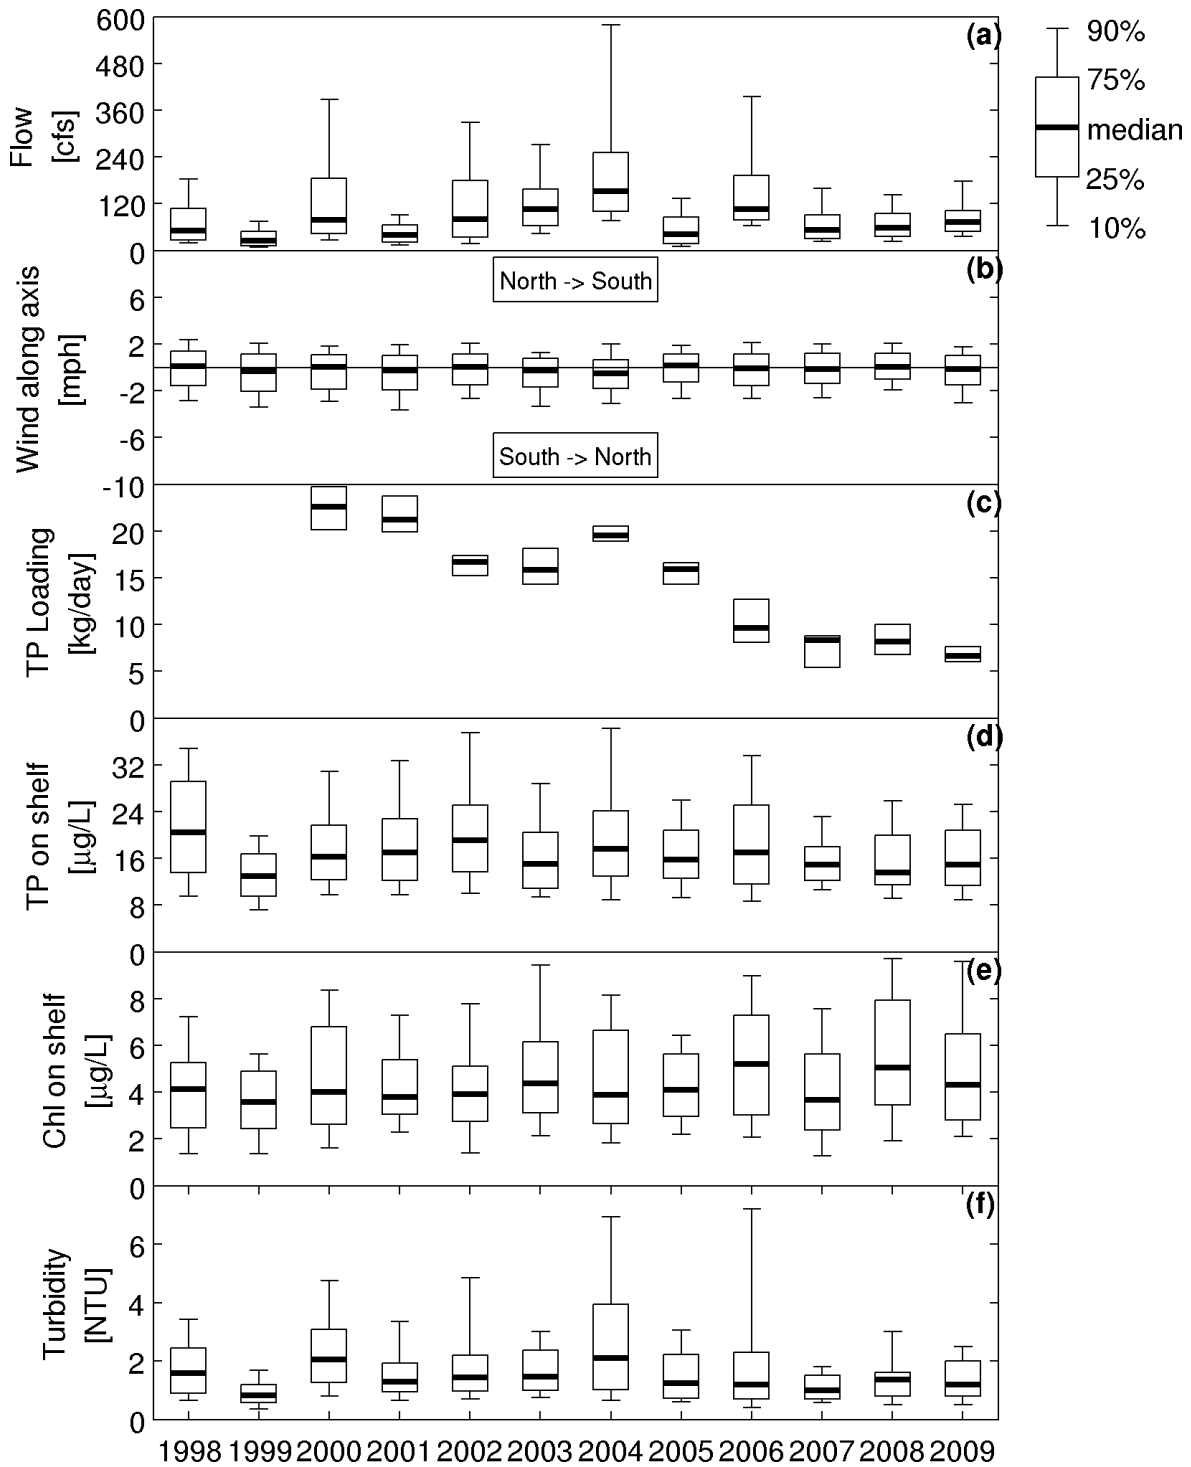 600
480
360
240
120
0
Flow
[cfs]
(a)
90%
75%
median
25%
10%
6
2
-2
-6
-10
Wind along axis
[mph]
(b)
North -> South
South -> North
20
15
10
5
0
TP Loading
[kg/day]
(c)
32
24
16
8
0
TP on shelf
[µg/L]
(d)
8
6
4
2
0
Chl on shelf
[µg/L]
(e)
6
4
2
0
Turbidity
[NTU]
(f)
1998 1999 2000 2001 2002 2003 2004 2005 2006 2007 2008 2009